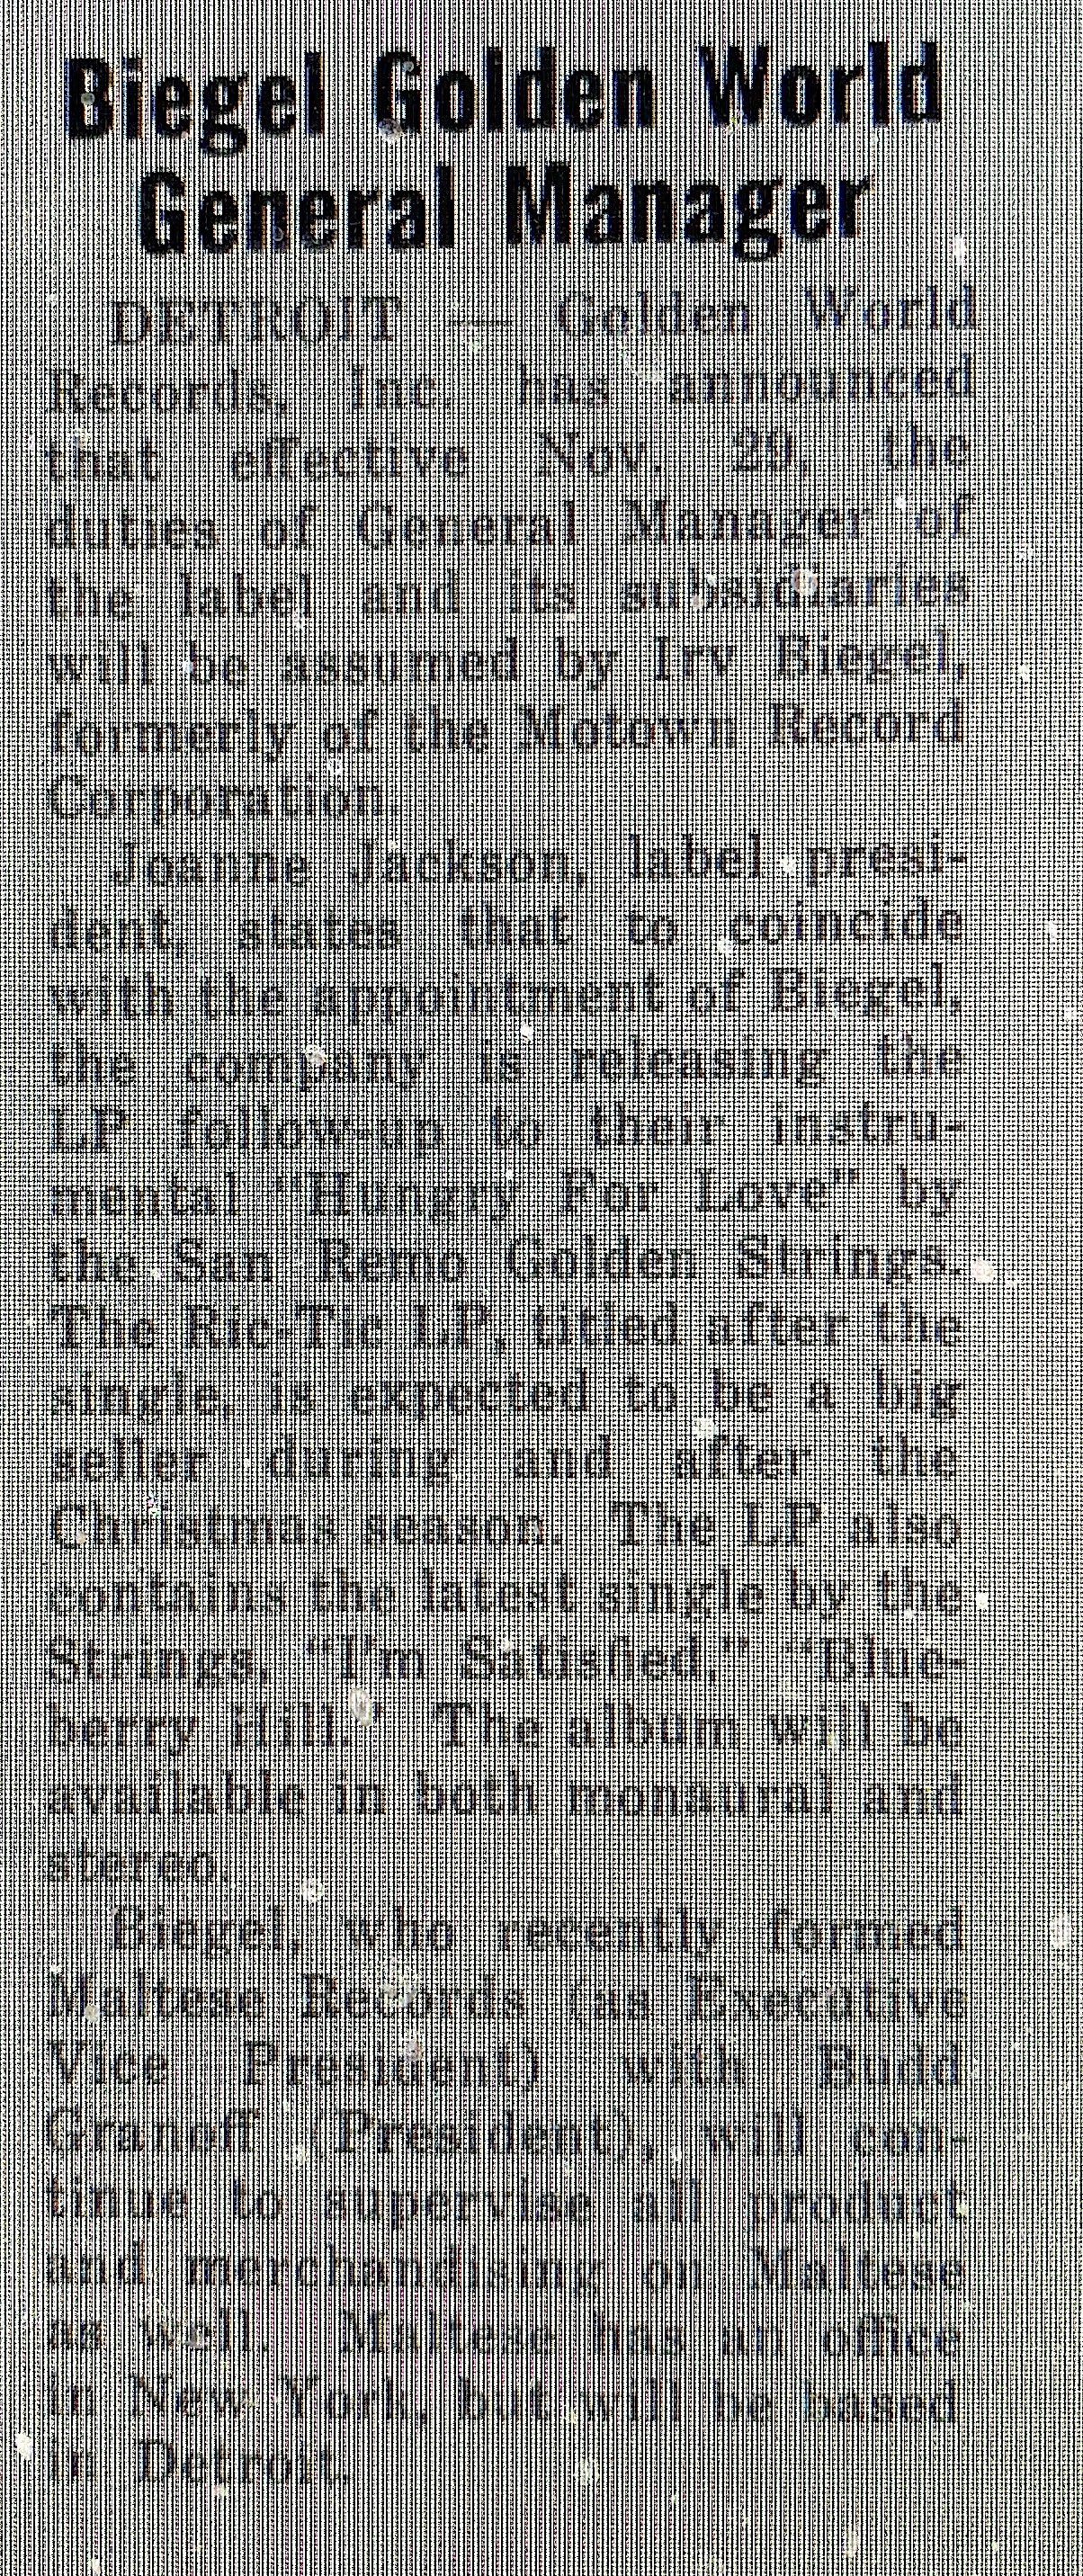 Biegel Golden World
General Manager
DETROIT — Golden World
Records, Inc. has announced
that effective Nov. 29, the
duties of General Manager of
the label and its subsidiaries
will be assumed by Irv Biegel,
formerly of the Motown Record
Corporation.
Joanne Jackson, label presi-
dent, states that to coincide
with the appointment of Biegel,
the company is releasing the
LP follow-up to their instru-
mental "Hungry For Love" by
the San Remo Golden Strings.
The Ric-Tic LP, titled after the
single, is expected to be a big
seller during and after the
Christmas season. The LP also
contains the latest single by the
Strings, "I'm Satisfied," "Blue-
berry Hill." The album will be
available in both monaural and
stereo.
Biegel, who recently formed
Maltese Records (as Executive
Vice President) with Budd
Graneff (President), will con-
tinue to supervise all product
and merchandising on Maltese
as well. Maltese has an office
in New York, but will be based
in Detroit.